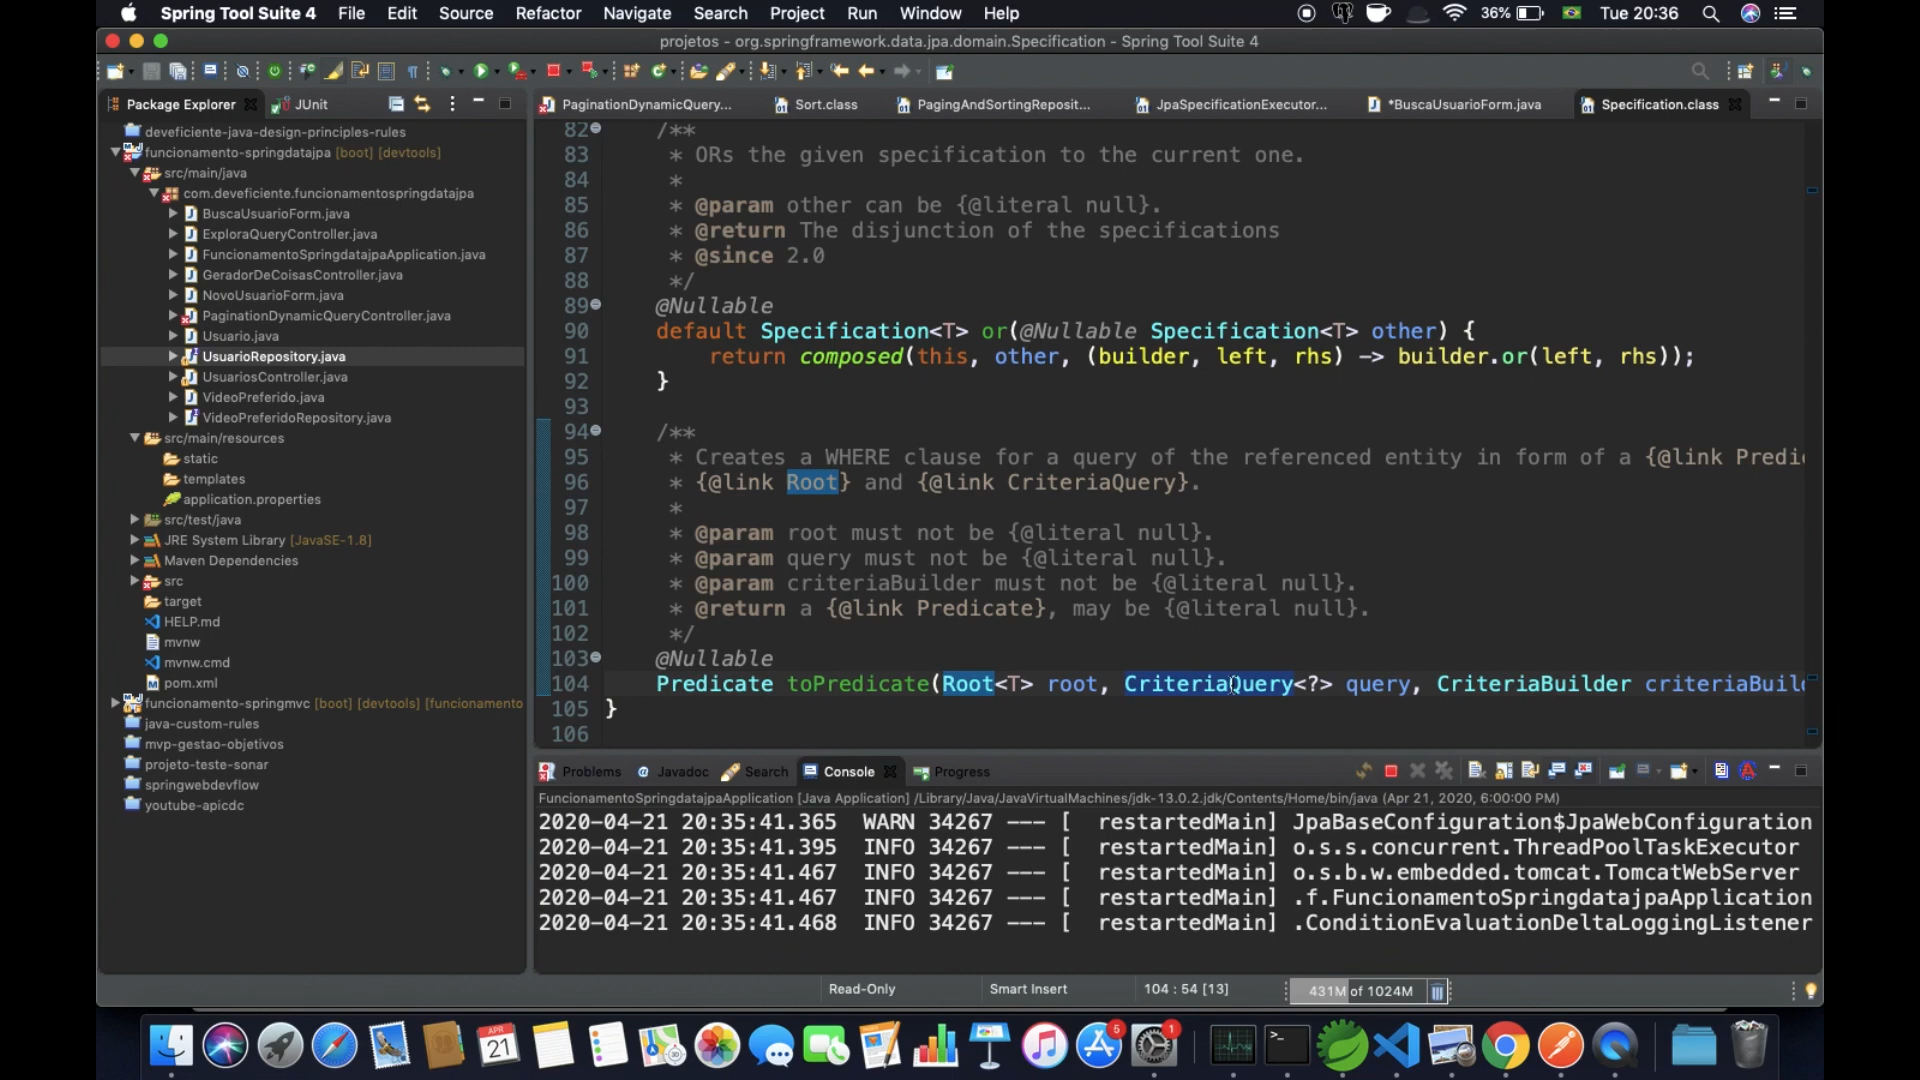 Spring Tool Suite 4 File Edit Source Refactor Navigate Search Project Run Window Help 36% Tue 20:36
projetos - org.springframework.data.jpa.domain.Specification - Spring Tool Suite 4
Package Explorer JUnit
deveficiente-java-design-principles-rules
funcionamento-springdatajpa [boot] [devtools]
src/main/java
com.deveficiente.funcionamentospringdatajpa
BuscaUsuarioForm.java
ExploraQueryController.java
FuncionamentoSpringdatajpaApplication.java
GeradorDeCoisasController.java
NovoUsuarioForm.java
PaginationDynamicQueryController.java
Usuario.java
UsuarioRepository.java
UsuariosController.java
VideoPreferido.java
VideoPreferidoRepository.java
src/main/resources
static
templates
application.properties
src/test/java
JRE System Library [JavaSE-1.8]
Maven Dependencies
src
target
HELP.md
mvnw
mvnw.cmd
pom.xml
funcionamento-springmvc [boot] [devtools] [funcionamento
java-custom-rules
mvp-gestao-objetivos
projeto-teste-sonar
springwebdevflow
youtube-apicdc
PaginationDynamicQuery... Sort.class PagingAndSortingReposit... JpaSpecificationExecutor... *BuscaUsuarioForm.java Specification.class
82 /**
83 * ORs the given specification to the current one.
84 *
85 * @param other can be {@literal null}.
86 * @return The disjunction of the specifications
87 * @since 2.0
88 */
89 @Nullable
90 default Specification<T> or(@Nullable Specification<T> other) {
91 return composed(this, other, (builder, left, rhs) -> builder.or(left, rhs));
92 }
93
94 /**
95 * Creates a WHERE clause for a query of the referenced entity in form of a {@link Predi
96 * {@link Root} and {@link CriteriaQuery}.
97 *
98 * @param root must not be {@literal null}.
99 * @param query must not be {@literal null}.
100 * @param criteriaBuilder must not be {@literal null}.
101 * @return a {@link Predicate}, may be {@literal null}.
102 */
103 @Nullable
104 Predicate toPredicate(Root<T> root, CriteriaQuery<?> query, CriteriaBuilder criteriaBuil
105 }
106
Problems Javadoc Search Console Progress
FuncionamentoSpringdatajpaApplication [Java Application] /Library/Java/JavaVirtualMachines/jdk-13.0.2.jdk/Contents/Home/bin/java (Apr 21, 2020, 6:00:00 PM)
2020-04-21 20:35:41.365 WARN 34267 --- [ restartedMain] JpaBaseConfiguration$JpaWebConfiguration
2020-04-21 20:35:41.395 INFO 34267 --- [ restartedMain] o.s.s.concurrent.ThreadPoolTaskExecutor
2020-04-21 20:35:41.467 INFO 34267 --- [ restartedMain] o.s.b.w.embedded.tomcat.TomcatWebServer
2020-04-21 20:35:41.467 INFO 34267 --- [ restartedMain] .f.FuncionamentoSpringdatajpaApplication
2020-04-21 20:35:41.468 INFO 34267 --- [ restartedMain] .ConditionEvaluationDeltaLoggingListener
Read-Only Smart Insert 104 : 54 [13] 431M of 1024M
APR
21
5
1